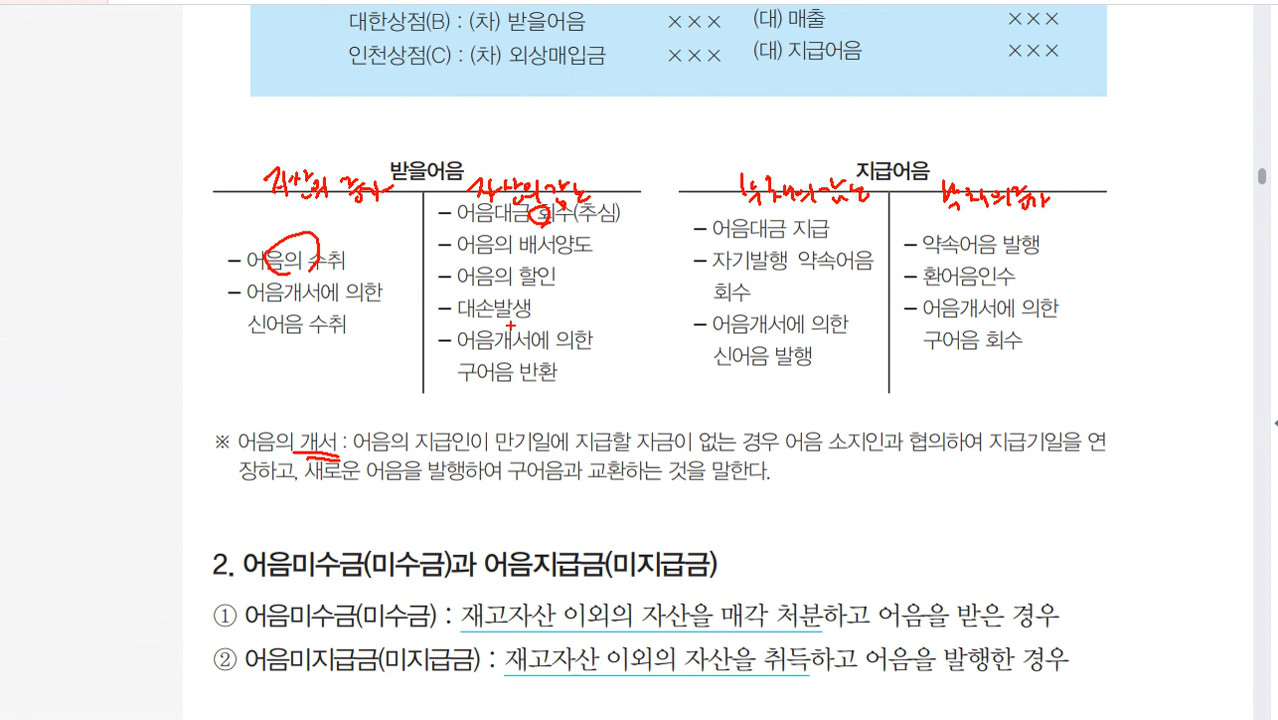 대한상점(B) : (차) 받을어음 ××× (대) 매출 ×××
인천상점(C) : (차) 외상매입금 ××× (대) 지급어음 ×××
받을어음
자산의 증가
자산의 감소
– 어음의 수취
– 어음개서에 의한
신어음 수취
– 어음대금 회수(추심)
– 어음의 배서양도
– 어음의 할인
– 대손발생
– 어음개서에 의한
구어음 반환
지급어음
부채의 감소
부채의 증가
– 어음대금 지급
– 자기발행 약속어음
회수
– 어음개서에 의한
신어음 발행
– 약속어음 발행
– 환어음인수
– 어음개서에 의한
구어음 회수
※ 어음의 개서 : 어음의 지급인이 만기일에 지급할 자금이 없는 경우 어음 소지인과 협의하여 지급기일을 연
장하고, 새로운 어음을 발행하여 구어음과 교환하는 것을 말한다.
2. 어음미수금(미수금)과 어음지급금(미지급금)
① 어음미수금(미수금) : 재고자산 이외의 자산을 매각 처분하고 어음을 받은 경우
② 어음미지급금(미지급금) : 재고자산 이외의 자산을 취득하고 어음을 발행한 경우